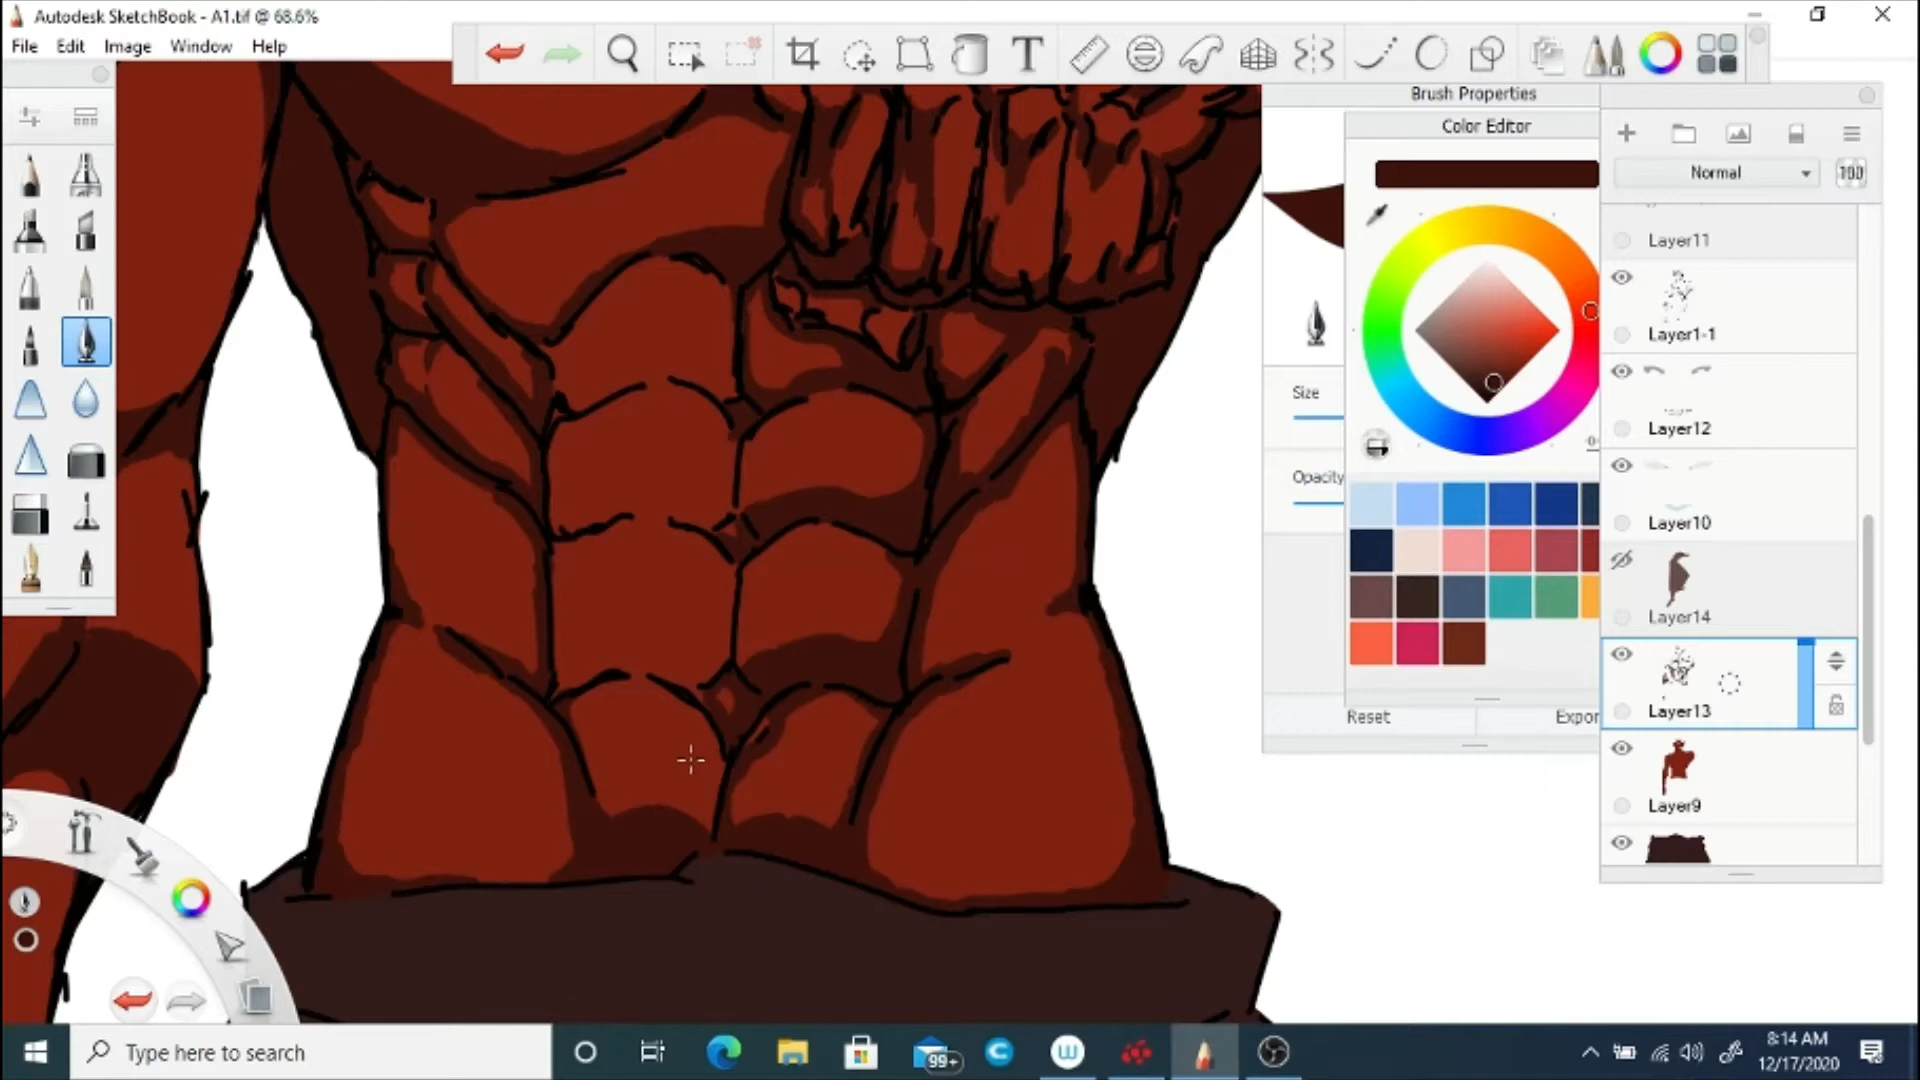 Autodesk SketchBook - A1.tif @ 68.6%
File Edit Image Window Help
Brush Properties
Color Editor
Normal 100
Layer11
Layer1-1
Size
Layer12
Opacity
Layer10
Layer14
Layer13
Reset Expor
Layer9
Type here to search
99+
8:14 AM
12/17/2020